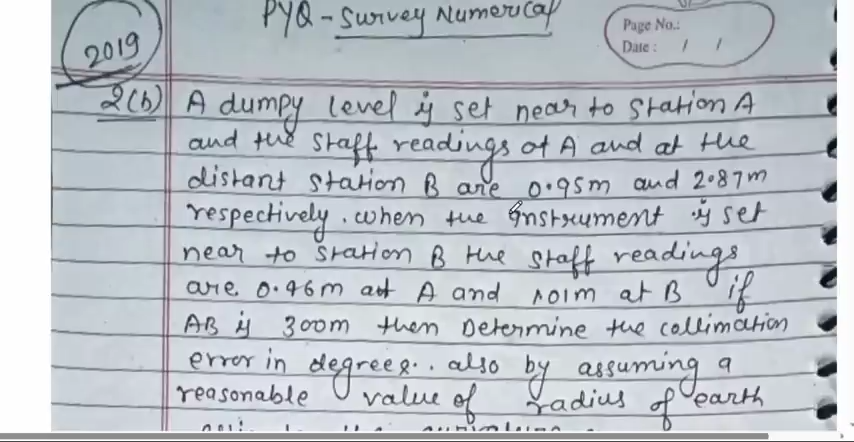 PYQ - Survey Numerical
Page No.:
Date : / /
2019
2(b) A dumpy level is set near to station A
and the staff readings of A and at the
distant station B are 0.95m and 2.87m
respectively. when the instrument is set
near to station B the staff readings
are 0.46m at A and 1.01m at B if
AB is 300m then Determine the collimation
error in degrees.. also by assuming a
reasonable value of radius of earth